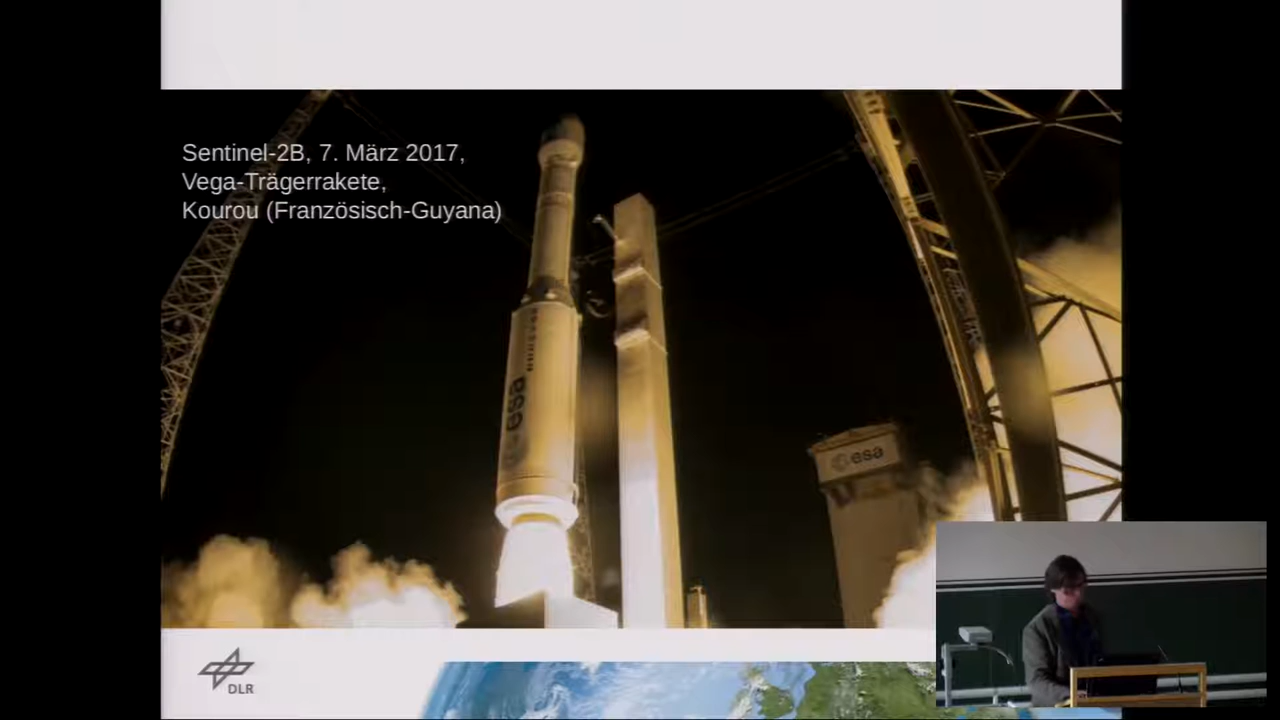 Sentinel-2B, 7. März 2017,
Vega-Trägerrakete,
Kourou (Französisch-Guyana)
esa
esa
DLR